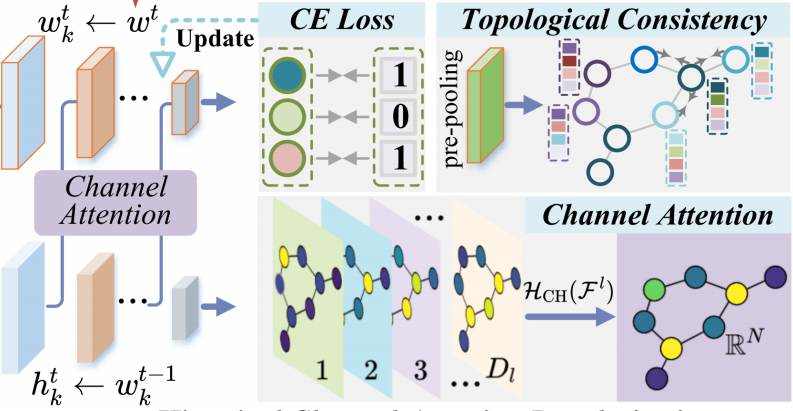 w_k^t ← w^t
Update
CE Loss
1
0
1
Topological Consistency
pre-pooling
Channel
Attention
...
...
h_k^t ← w_k^{t-1}
...
1 2 3 ... D_l
Channel Attention
ℋ_CH(ℱ^l)
ℝ^N